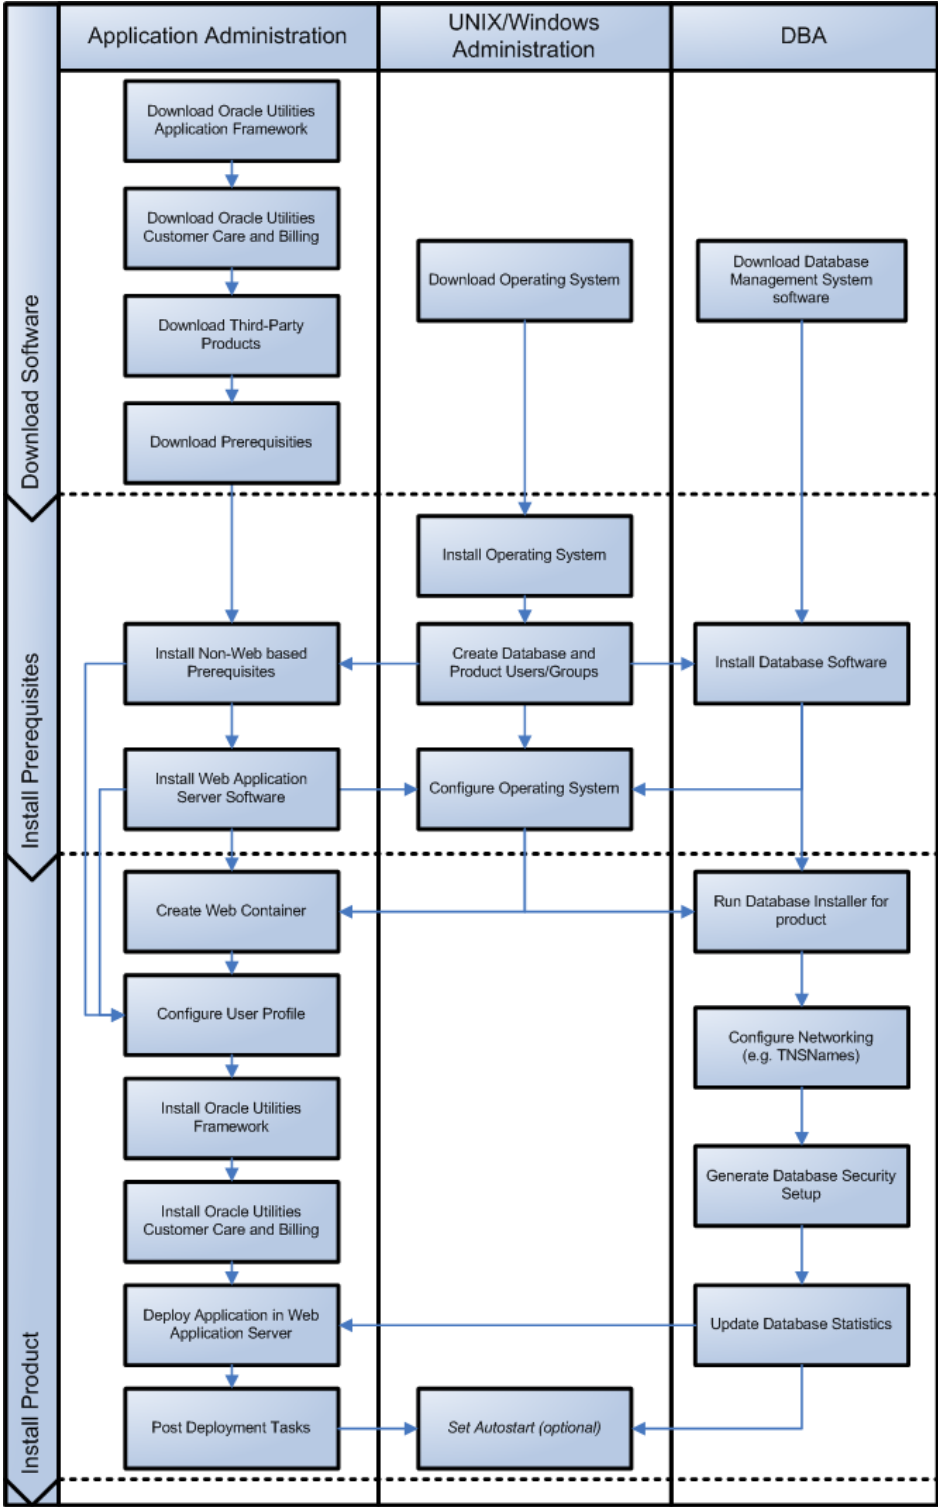 Application Administration
UNIX/Windows
Administration
DBA
Download Software
Download Oracle Utilities
Application Framework
Download Oracle Utilities
Customer Care and Billing
Download Third-Party
Products
Download Prerequisities
Download Operating System
Download Database
Management System
software
Install Prerequisites
Install Operating System
Install Non-Web based
Prerequisites
Create Database and
Product Users/Groups
Install Database Software
Install Web Application
Server Software
Configure Operating System
Install Product
Create Web Container
Run Database Installer for
product
Configure User Profile
Configure Networking
(e.g. TNSNames)
Install Oracle Utilities
Framework
Generate Database Security
Setup
Install Oracle Utilities
Customer Care and Billing
Deploy Application in Web
Application Server
Update Database Statistics
Post Deployment Tasks
Set Autostart (optional)